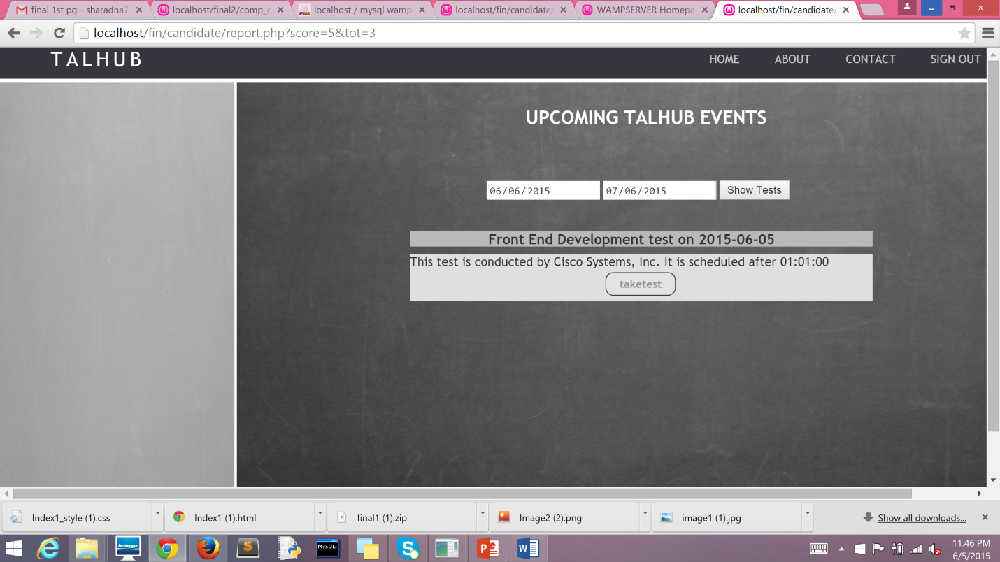 final 1st pg - sharadha7
localhost/final2/comp_d
localhost / mysql wamp
localhost/fin/candidate/
WAMPSERVER Homepa
localhost/fin/candidate/
localhost/fin/candidate/report.php?score=5&tot=3
TALHUB
HOME
ABOUT
CONTACT
SIGN OUT
UPCOMING TALHUB EVENTS
06/06/2015
07/06/2015
Show Tests
Front End Development test on 2015-06-05
This test is conducted by Cisco Systems, Inc. It is scheduled after 01:01:00
taketest
Index1_style (1).css
Index1 (1).html
final1 (1).zip
Image2 (2).png
image1 (1).jpg
Show all downloads...
lenovo
MySQL>
11:46 PM
6/5/2015